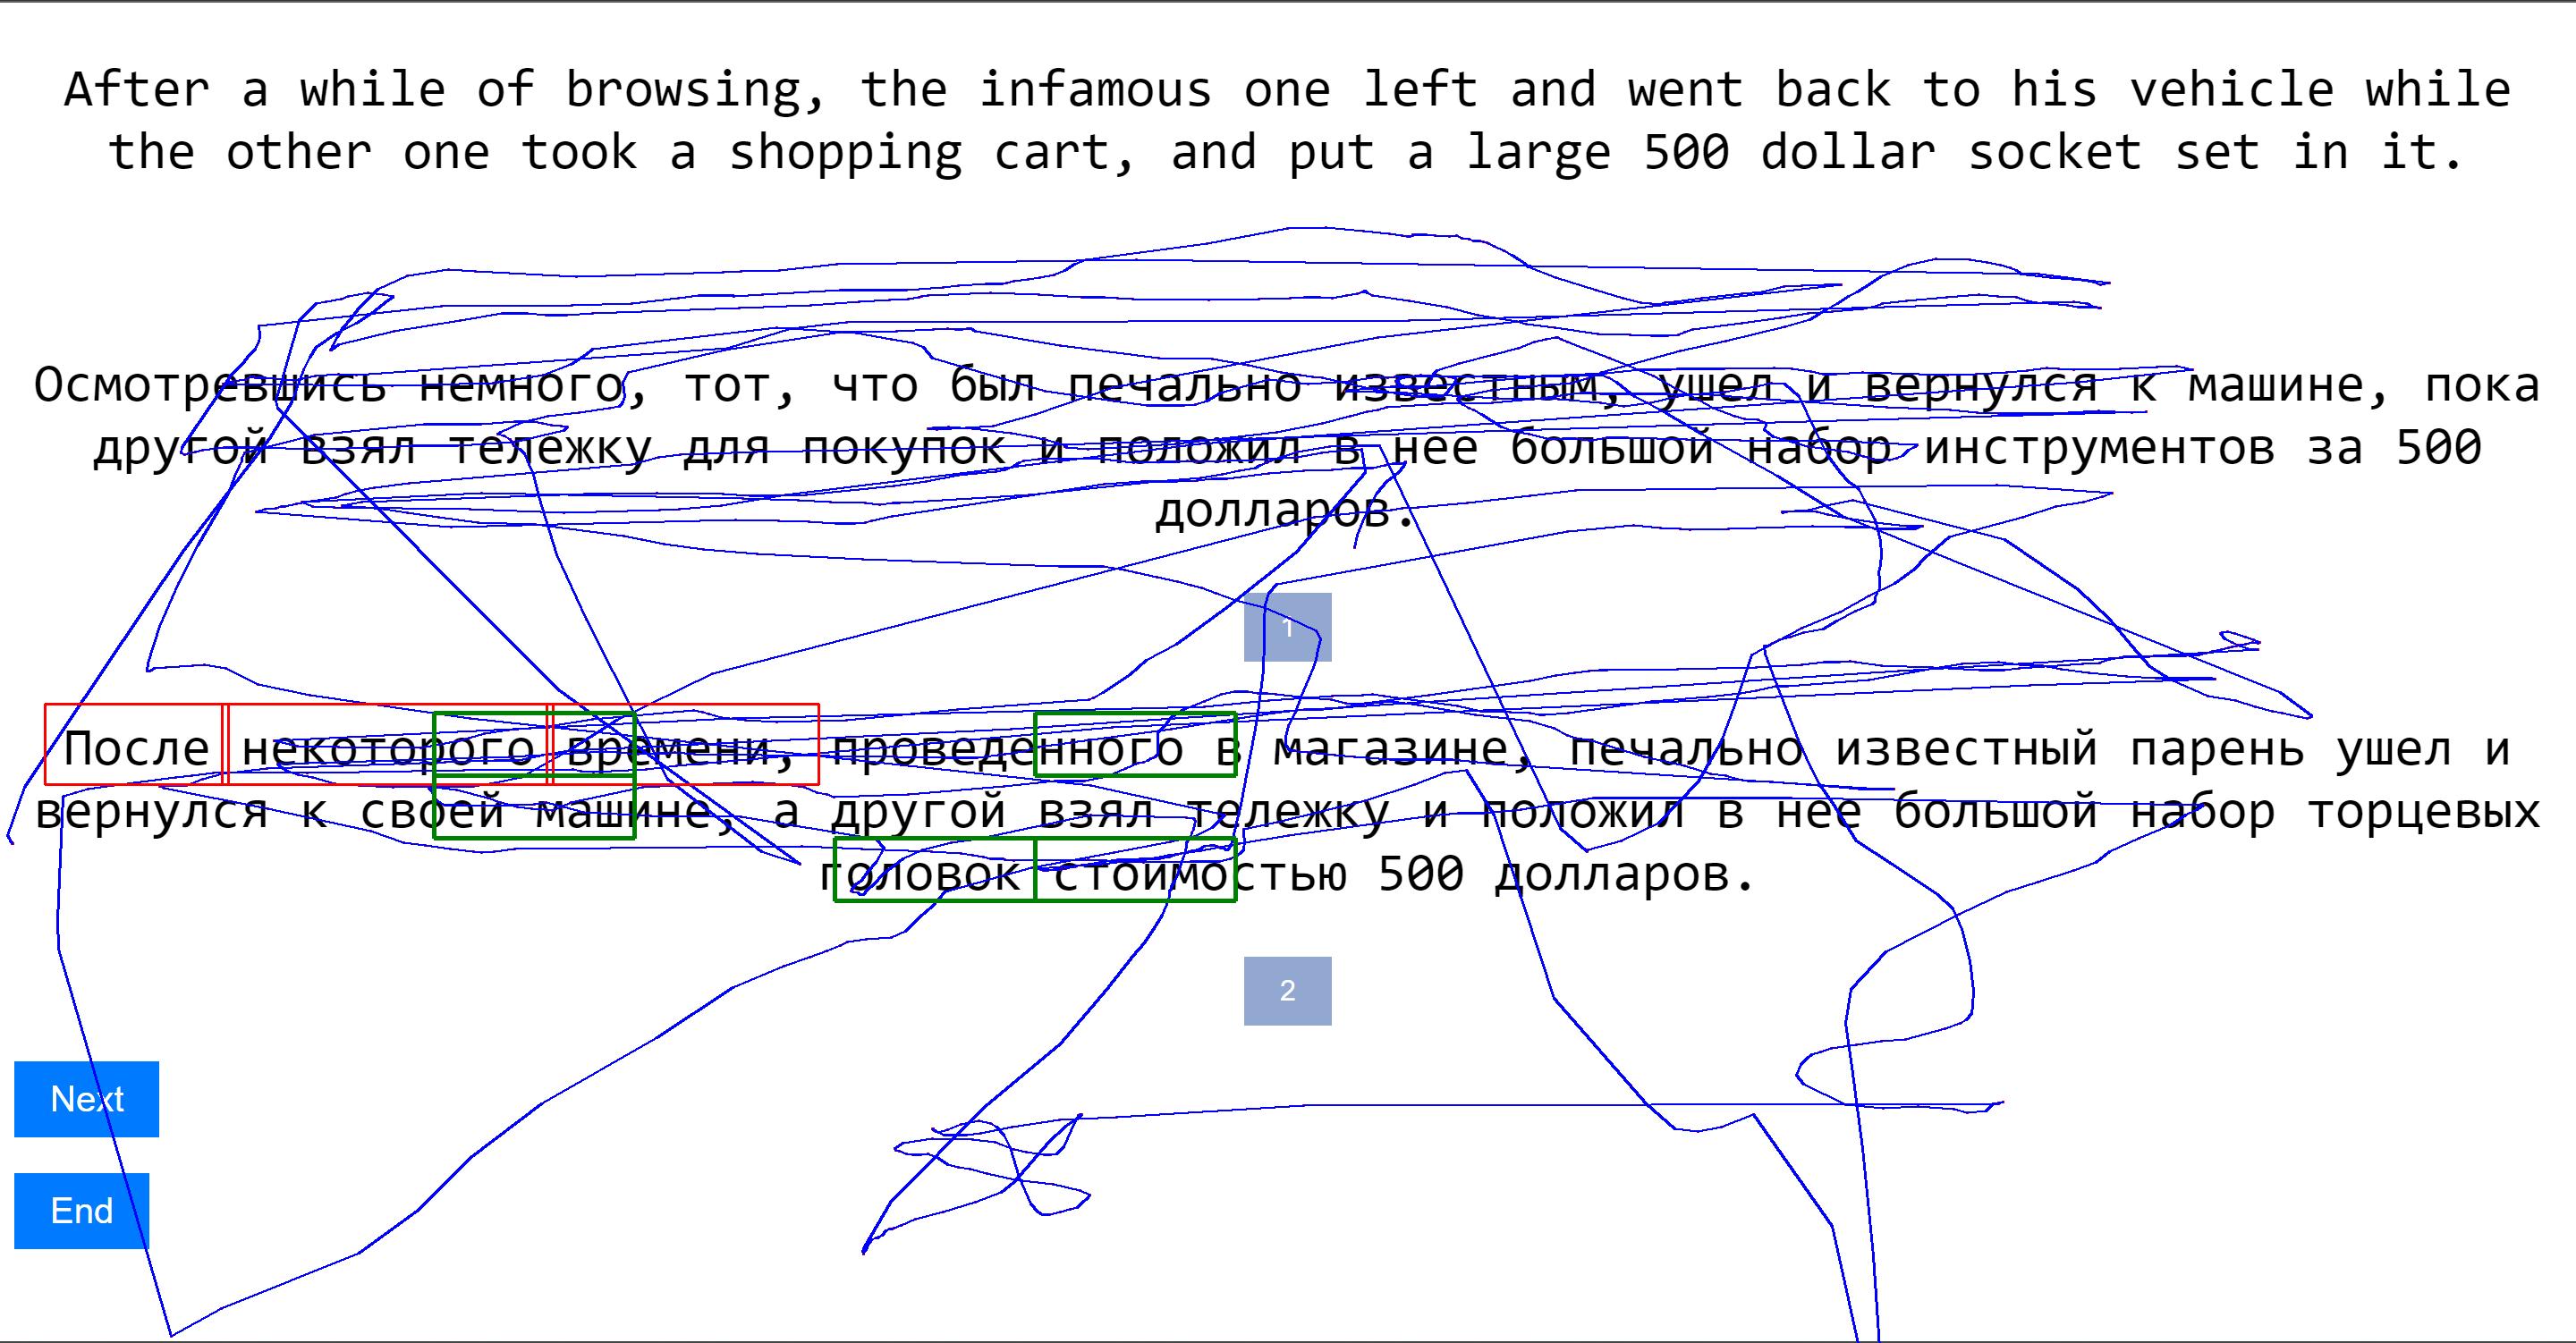 After a while of browsing, the infamous one left and went back to his vehicle while
the other one took a shopping cart, and put a large 500 dollar socket set in it.
Осмотревшись немного, тот, что был печально известным, ушел и вернулся к машине, пока
другой взял тележку для покупок и положил в нее большой набор инструментов за 500
долларов.
1
После некоторого времени, проведенного в магазине, печально известный парень ушел и
вернулся к своей машине, а другой взял тележку и положил в нее большой набор торцевых
головок стоимостью 500 долларов.
2
Next
End